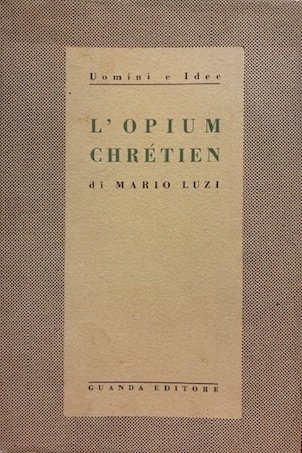 Uomini e Idee
L'OPIUM
CHRÉTIEN
di MARIO LUZI
GUANDA EDITORE